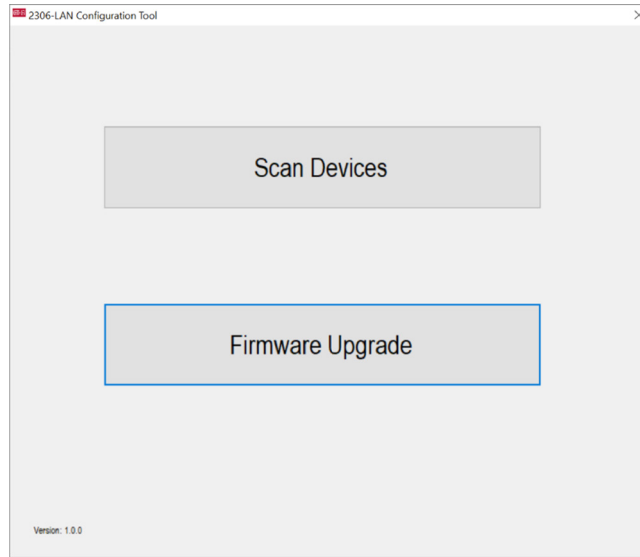 2306-LAN Configuration Tool
Scan Devices
Firmware Upgrade
Version: 1.0.0